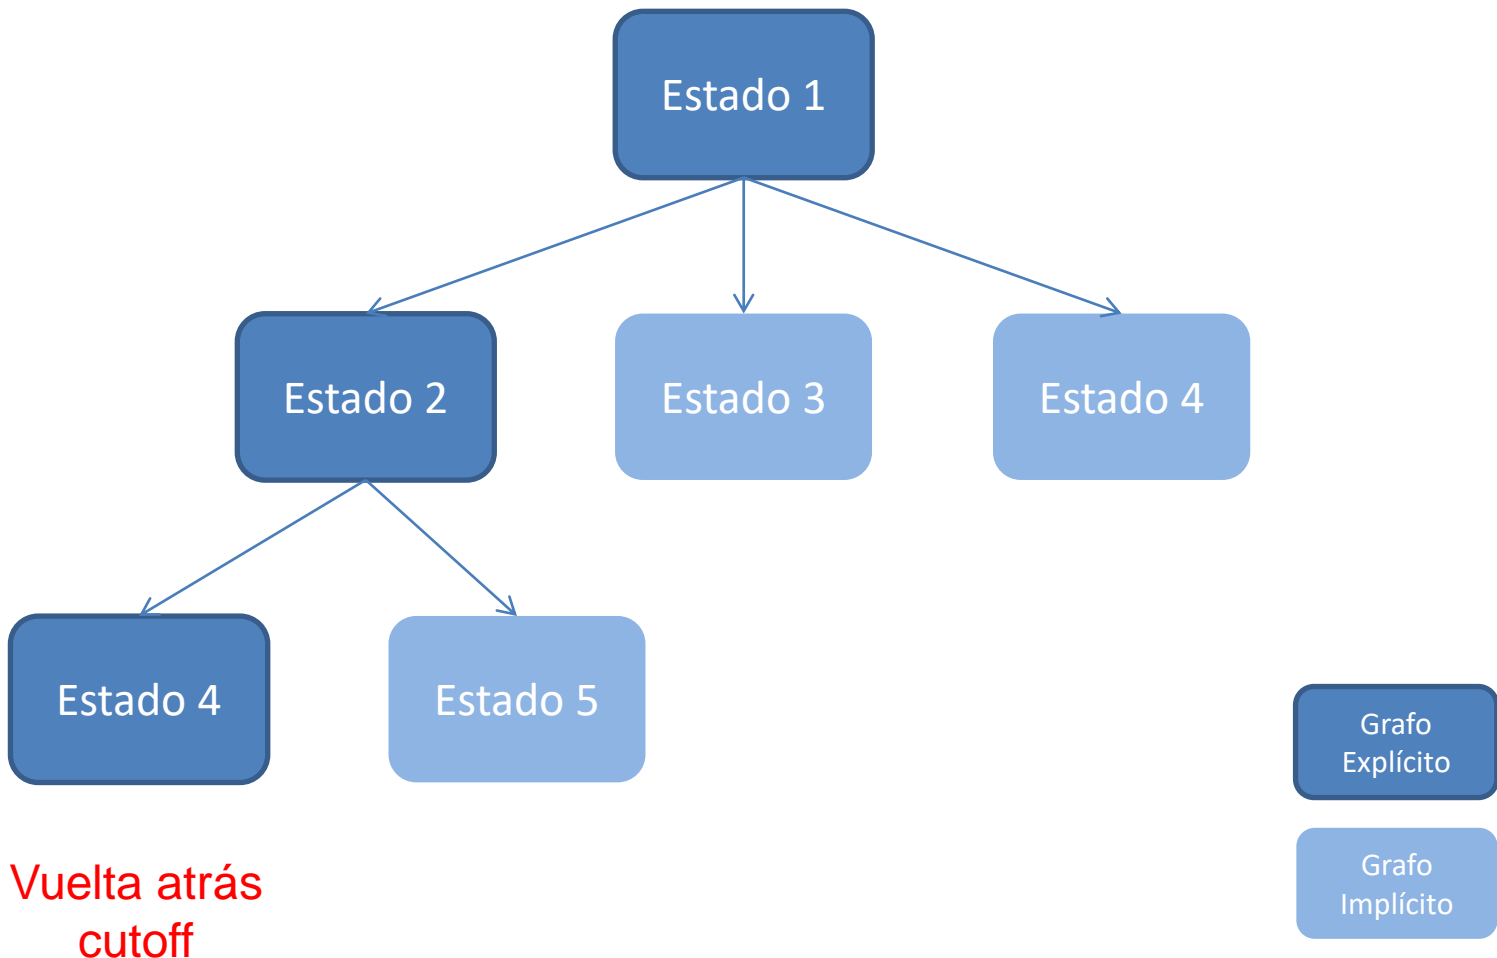 Estado 1
Estado 2
Estado 3
Estado 4
Estado 4
Estado 5
Grafo
Explícito
Grafo
Implícito
Vuelta atrás
cutoff